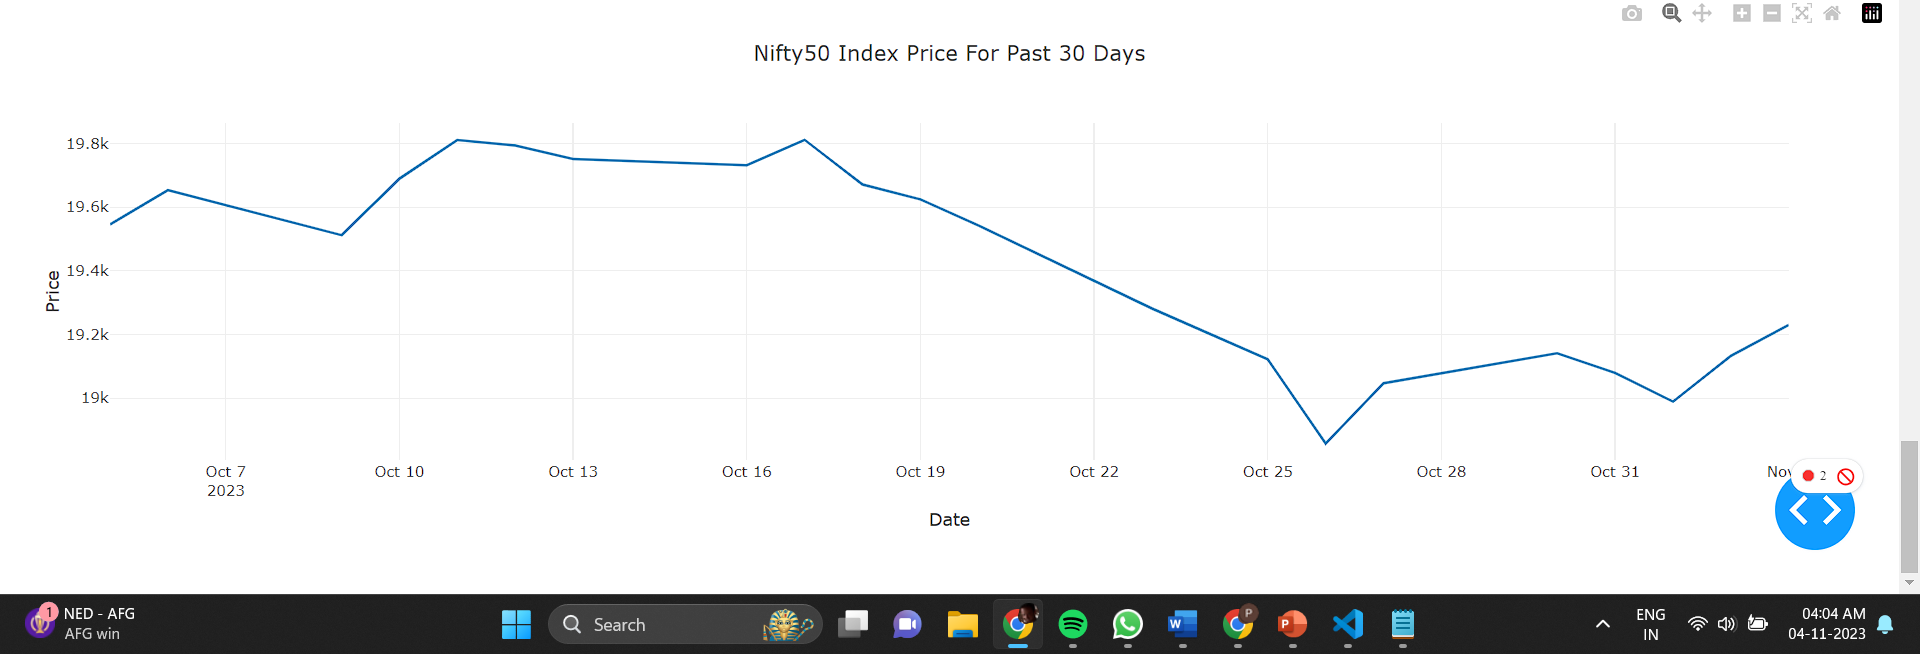 Nifty50 Index Price For Past 30 Days
19.8k
19.6k
19.4k
19.2k
19k
Price
Oct 7
2023
Oct 10
Oct 13
Oct 16
Oct 19
Oct 22
Oct 25
Oct 28
Oct 31
Nov
2
Date
1
NED - AFG
AFG win
Search
W
P
P
ENG
IN
04:04 AM
04-11-2023